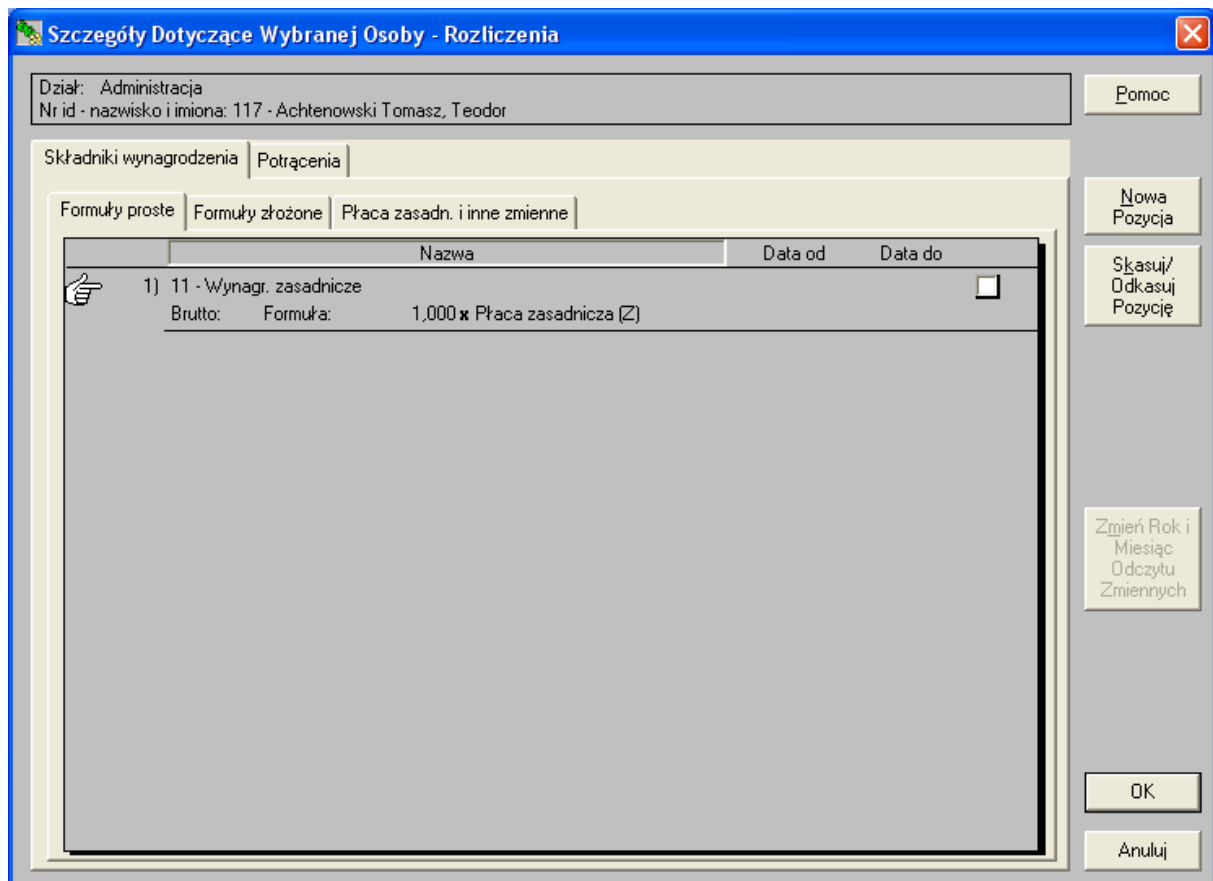 Szczegóły Dotyczące Wybranej Osoby - Rozliczenia
Dział: Administracja
Nr id - nazwisko i imiona: 117 - Achtenowski Tomasz, Teodor
Pomoc
Składniki wynagrodzenia Potrącenia
Formuły proste Formuły złożone Płaca zasadn. i inne zmienne
Nazwa Data od Data do
1) 11 - Wynagr. zasadnicze
Brutto: Formuła: 1,000 x Płaca zasadnicza (Z)
Nowa
Pozycja
Skasuj/
Odkasuj
Pozycję
Zmień Rok i
Miesiąc
Odczytu
Zmiennych
OK
Anuluj